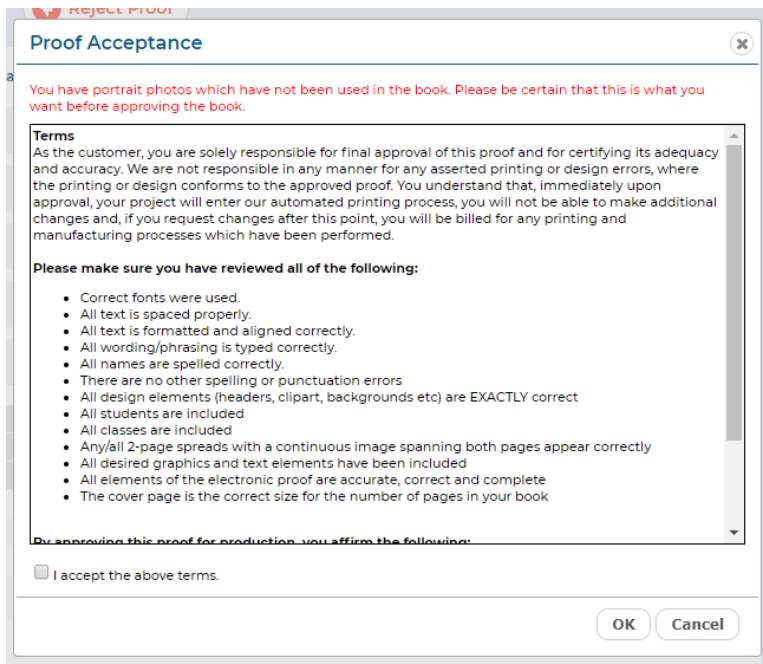 Reject Proof
Proof Acceptance
a
You have portrait photos which have not been used in the book. Please be certain that this is what you
want before approving the book.
Terms
As the customer, you are solely responsible for final approval of this proof and for certifying its adequacy
and accuracy. We are not responsible in any manner for any asserted printing or design errors, where
the printing or design conforms to the approved proof. You understand that, immediately upon
approval, your project will enter our automated printing process, you will not be able to make additional
changes and, if you request changes after this point, you will be billed for any printing and
manufacturing processes which have been performed.
Please make sure you have reviewed all of the following:
• Correct fonts were used.
• All text is spaced properly.
• All text is formatted and aligned correctly.
• All wording/phrasing is typed correctly.
• All names are spelled correctly.
• There are no other spelling or punctuation errors
• All design elements (headers, clipart, backgrounds etc) are EXACTLY correct
• All students are included
• All classes are included
• Any/all 2-page spreads with a continuous image spanning both pages appear correctly
• All desired graphics and text elements have been included
• All elements of the electronic proof are accurate, correct and complete
• The cover page is the correct size for the number of pages in your book
By approving this proof for production, you affirm the following:
I accept the above terms.
OK Cancel